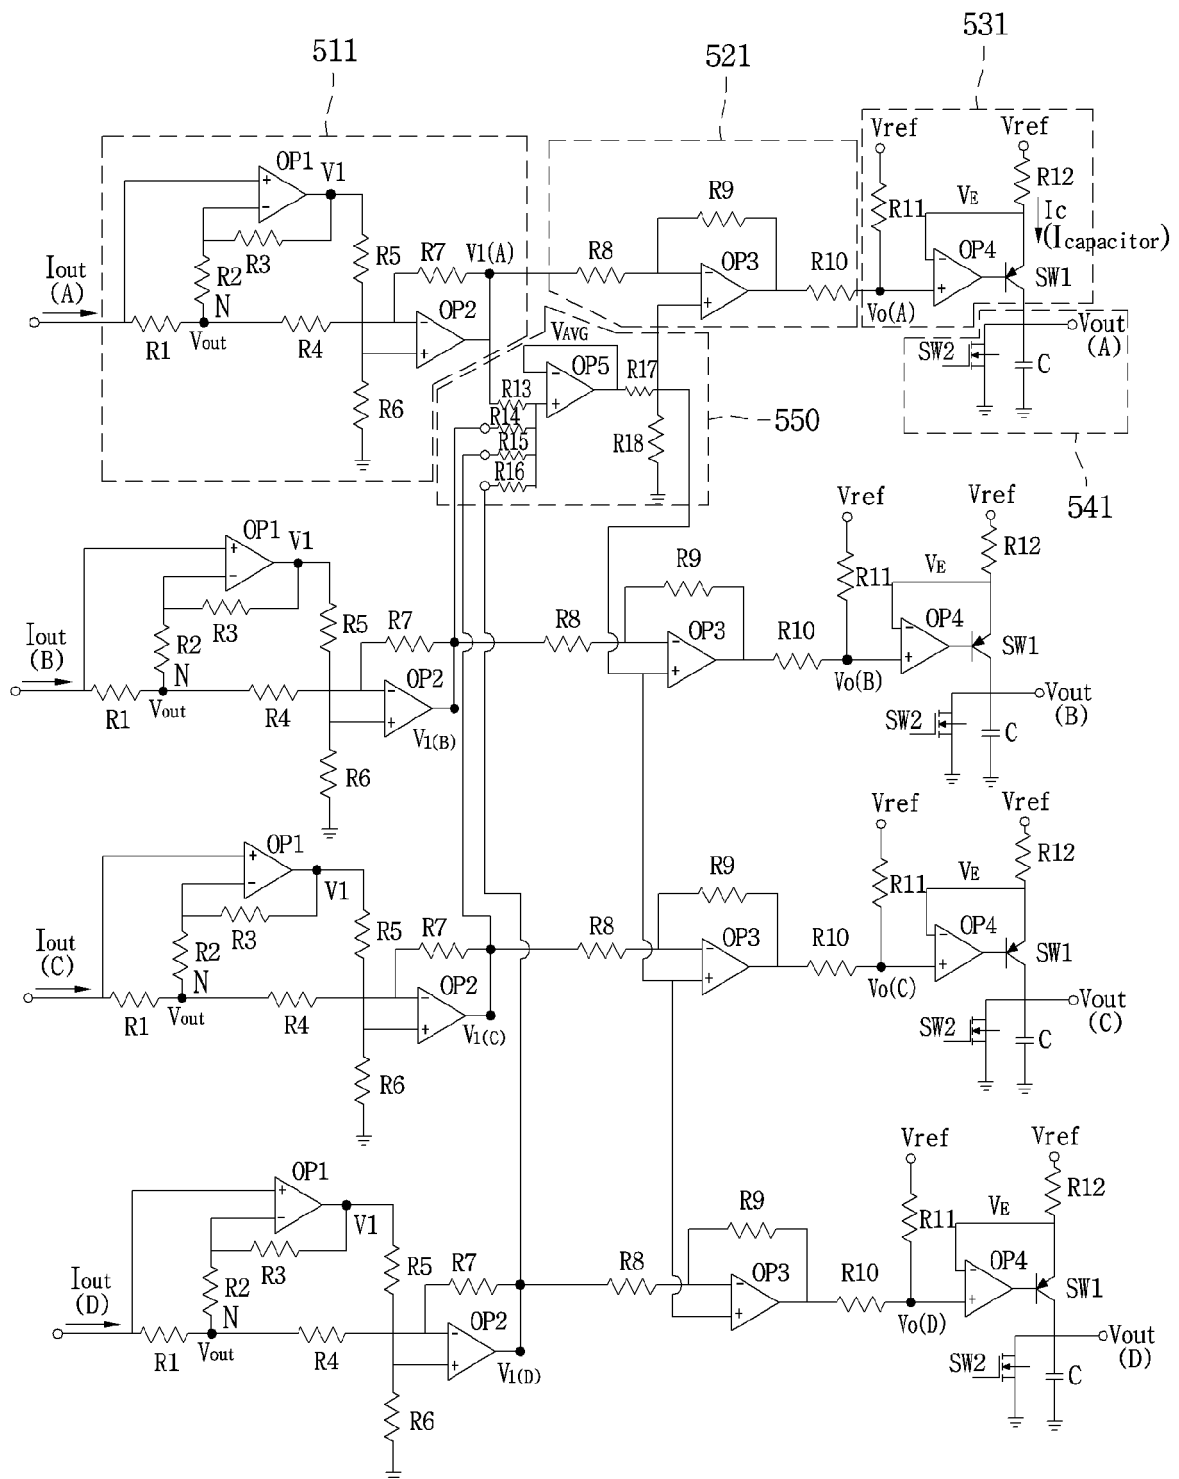 531
511
521
Vref
Vref
OP1
V1
R12
R9
VE
R11
Ic
(Icapacitor)
Iout
(A)
R2
R3
R5
R7
V1(A)
R8
OP3
R10
OP4
SW1
N
OP2
Vo(A)
Vout
(A)
R1
Vout
R4
VAVG
SW2
C
OP5
R17
R13
R6
R14
550
R15
R18
R16
541
Vref
Vref
OP1
V1
R12
R9
VE
R11
R3
R5
R7
R8
OP4
Iout
(B)
R2
OP3
R10
SW1
N
OP2
Vo(B)
Vout
(B)
R1
Vout
R4
V1(B)
SW2
C
R6
Vref
Vref
OP1
R12
V1
R9
VE
R11
R3
R5
R7
R8
OP4
Iout
(C)
R2
OP3
R10
SW1
N
OP2
Vo(C)
Vout
(C)
R1
Vout
R4
V1(C)
SW2
C
R6
Vref
Vref
OP1
R12
V1
R9
VE
R11
R3
R5
R7
R8
OP4
Iout
(D)
R2
OP3
R10
SW1
N
OP2
Vo(D)
Vout
(D)
R1
Vout
R4
V1(D)
SW2
C
R6